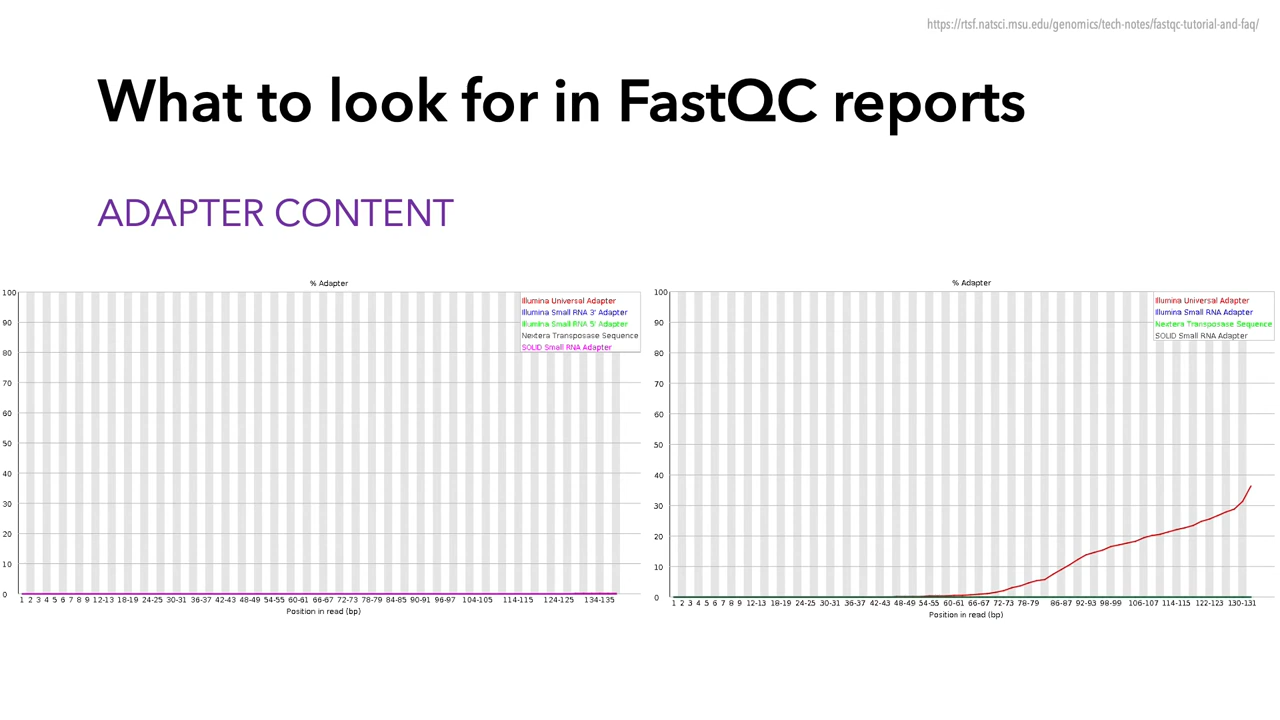 https://rtsf.natsci.msu.edu/genomics/tech-notes/fastqc-tutorial-and-faq/
What to look for in FastQC reports
ADAPTER CONTENT
% Adapter
Illumina Universal Adapter
Illumina Small RNA 3' Adapter
Illumina Small RNA 5' Adapter
Nextera Transposase Sequence
SOLID Small RNA Adapter
100
90
80
70
60
50
40
30
20
10
0
1 2 3 4 5 6 7 8 9 12-13 18-19 24-25 30-31 36-37 42-43 48-49 54-55 60-61 66-67 72-73 78-79 84-85 90-91 96-97 104-105 114-115 124-125 134-135
Position in read (bp)
% Adapter
Illumina Universal Adapter
Illumina Small RNA Adapter
Nextera Transposase Sequence
SOLID Small RNA Adapter
100
90
80
70
60
50
40
30
20
10
0
1 2 3 4 5 6 7 8 9 12-13 18-19 24-25 30-31 36-37 42-43 48-49 54-55 60-61 66-67 72-73 78-79 86-87 92-93 98-99 106-107 114-115 122-123 130-131
Position in read (bp)